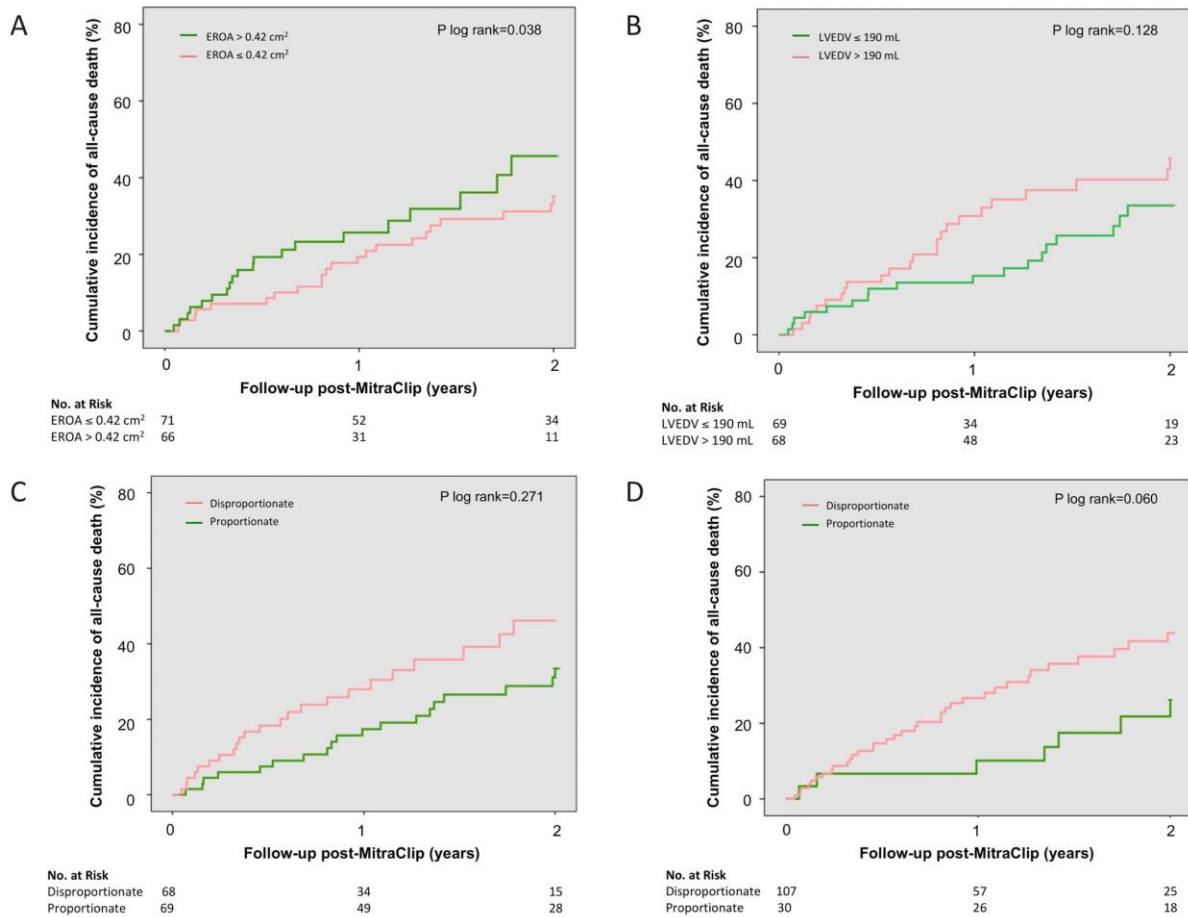 A
P log rank=0.038
EROA > 0.42 cm²
EROA ≤ 0.42 cm²
Cumulative incidence of all-cause death (%)
80
60
40
20
0
0 1 2
Follow-up post-MitraClip (years)
No. at Risk
EROA ≤ 0.42 cm² 71 52 34
EROA > 0.42 cm² 66 31 11
B
P log rank=0.128
LVEDV ≤ 190 mL
LVEDV > 190 mL
Cumulative incidence of all-cause death (%)
80
60
40
20
0
0 1 2
Follow-up post-MitraClip (years)
No. at Risk
LVEDV ≤ 190 mL 69 34 19
LVEDV > 190 mL 68 48 23
C
P log rank=0.271
Disproportionate
Proportionate
Cumulative incidence of all-cause death (%)
80
60
40
20
0
0 1 2
Follow-up post-MitraClip (years)
No. at Risk
Disproportionate 68 34 15
Proportionate 69 49 28
D
P log rank=0.060
Disproportionate
Proportionate
Cumulative incidence of all-cause death (%)
80
60
40
20
0
0 1 2
Follow-up post-MitraClip (years)
No. at Risk
Disproportionate 107 57 25
Proportionate 30 26 18